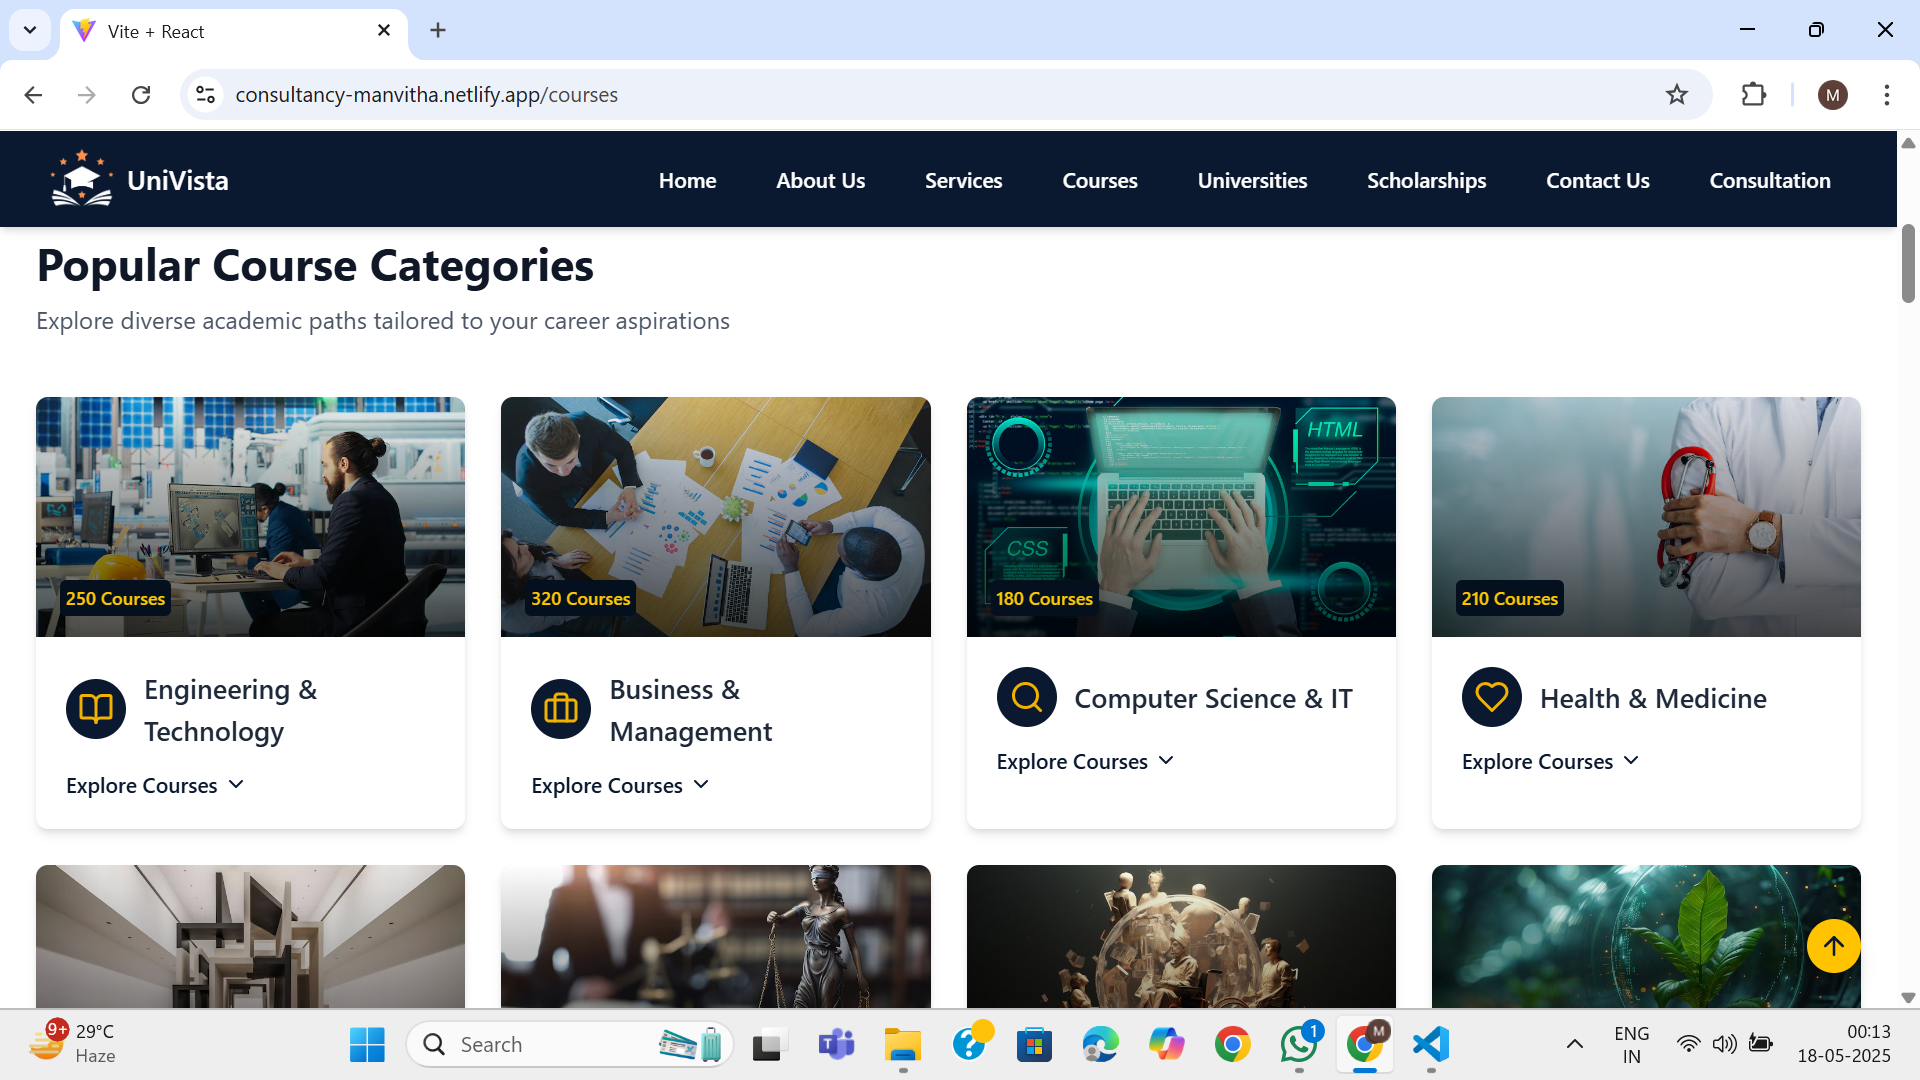 Vite + React
consultancy-manvitha.netlify.app/courses
M
UniVista
Home
About Us
Services
Courses
Universities
Scholarships
Contact Us
Consultation
Popular Course Categories
Explore diverse academic paths tailored to your career aspirations
HTML
CSS
250 Courses
320 Courses
180 Courses
210 Courses
Engineering &
Technology
Business &
Management
Computer Science & IT
Health & Medicine
Explore Courses
Explore Courses
Explore Courses
Explore Courses
9+
29°C
Haze
Search
T
1
M
ENG
IN
00:13
18-05-2025